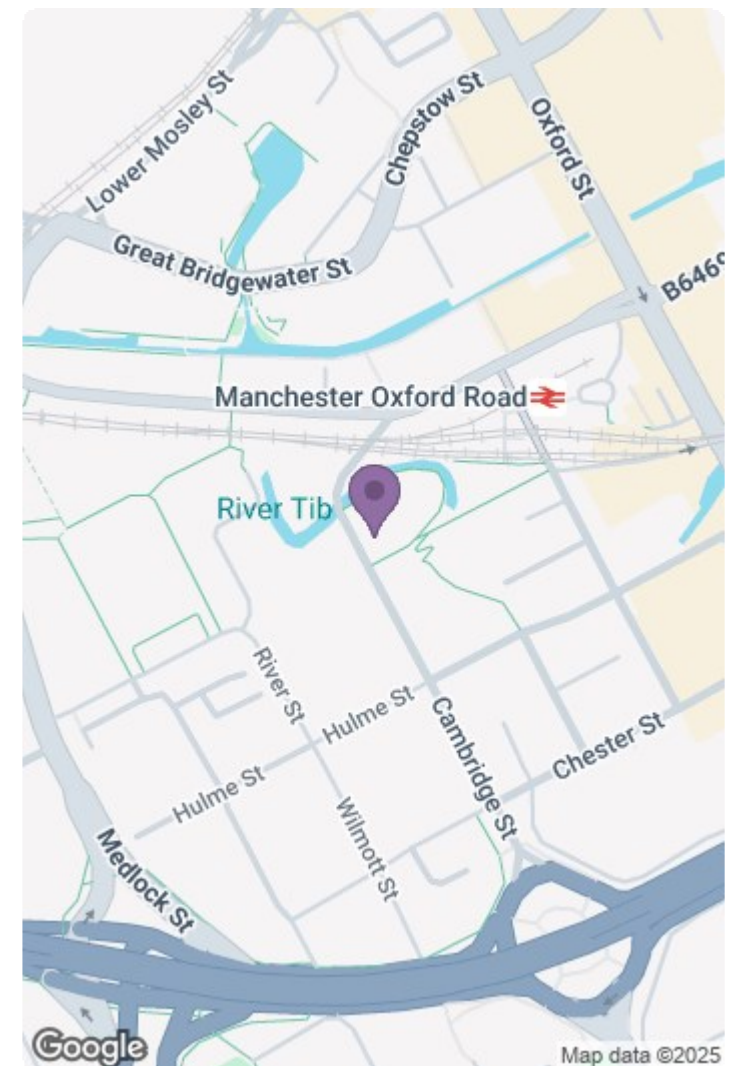 Lower Mosley St
Chepstow St
Oxford St
Great Bridgewater St
Manchester Oxford Road
River Tib
River St
Hulme St
Cambridge St
Hulme St
Chester St
Wilmott St
Medlock St
Google
Map data ©2025